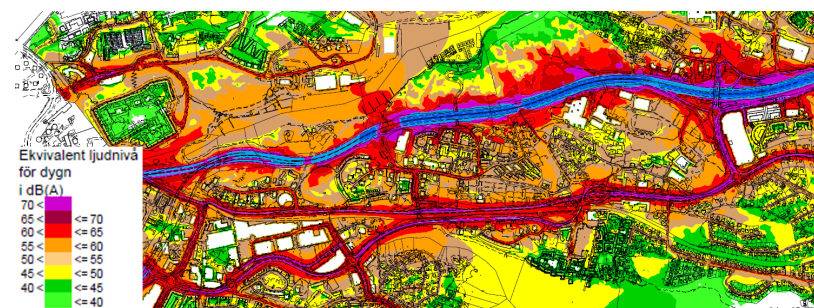 Ekvivalent ljudnivå
för dygn
i dB(A)
70 <
65 < <= 70
60 < <= 65
55 < <= 60
50 < <= 55
45 < <= 50
40 < <= 45
<= 40